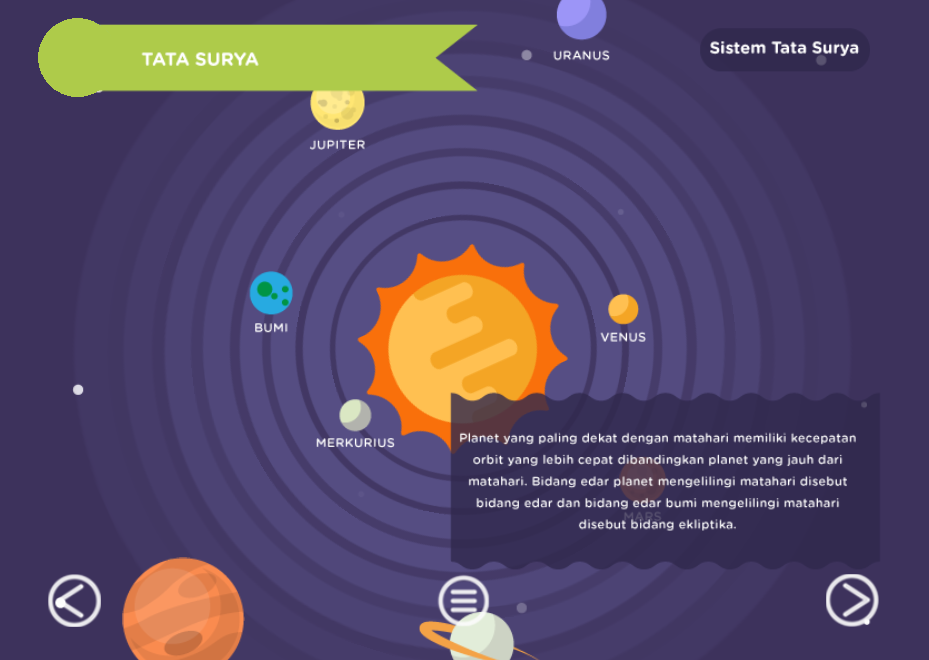 URANUS
Sistem Tata Surya
TATA SURYA
JUPITER
BUMI
VENUS
MERKURIUS
Planet yang paling dekat dengan matahari memiliki kecepatan
orbit yang lebih cepat dibandingkan planet yang jauh dari
matahari. Bidang edar planet mengelilingi matahari disebut
bidang edar dan bidang edar bumi mengelilingi matahari
MARS
disebut bidang ekliptika.